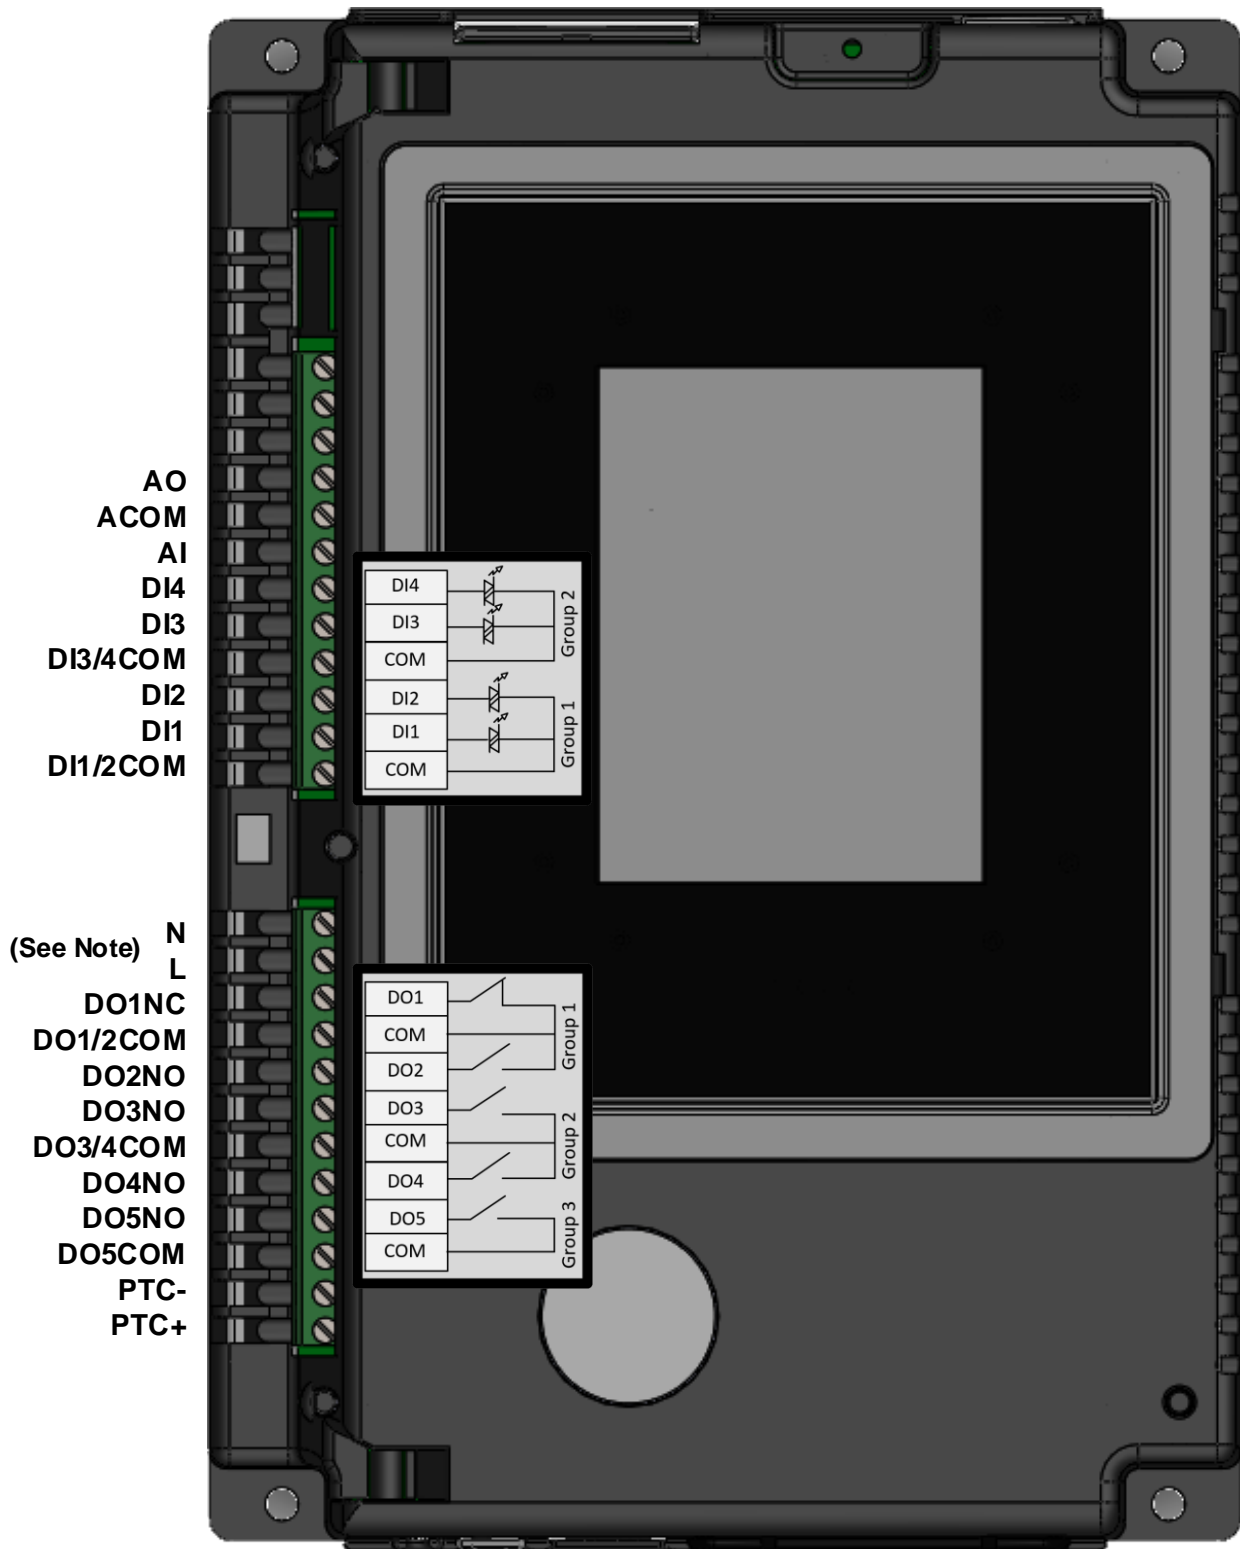 AO
ACOM
AI
DI4
DI3
DI3/4COM
DI2
DI1
DI1/2COM
DI4
DI3
COM
DI2
DI1
COM
Group 2
Group 1
(See Note)
N
L
DO1NC
DO1/2COM
DO2NO
DO3NO
DO3/4COM
DO4NO
DO5NO
DO5COM
PTC-
PTC+
DO1
COM
DO2
DO3
COM
DO4
DO5
COM
Group 1
Group 2
Group 3